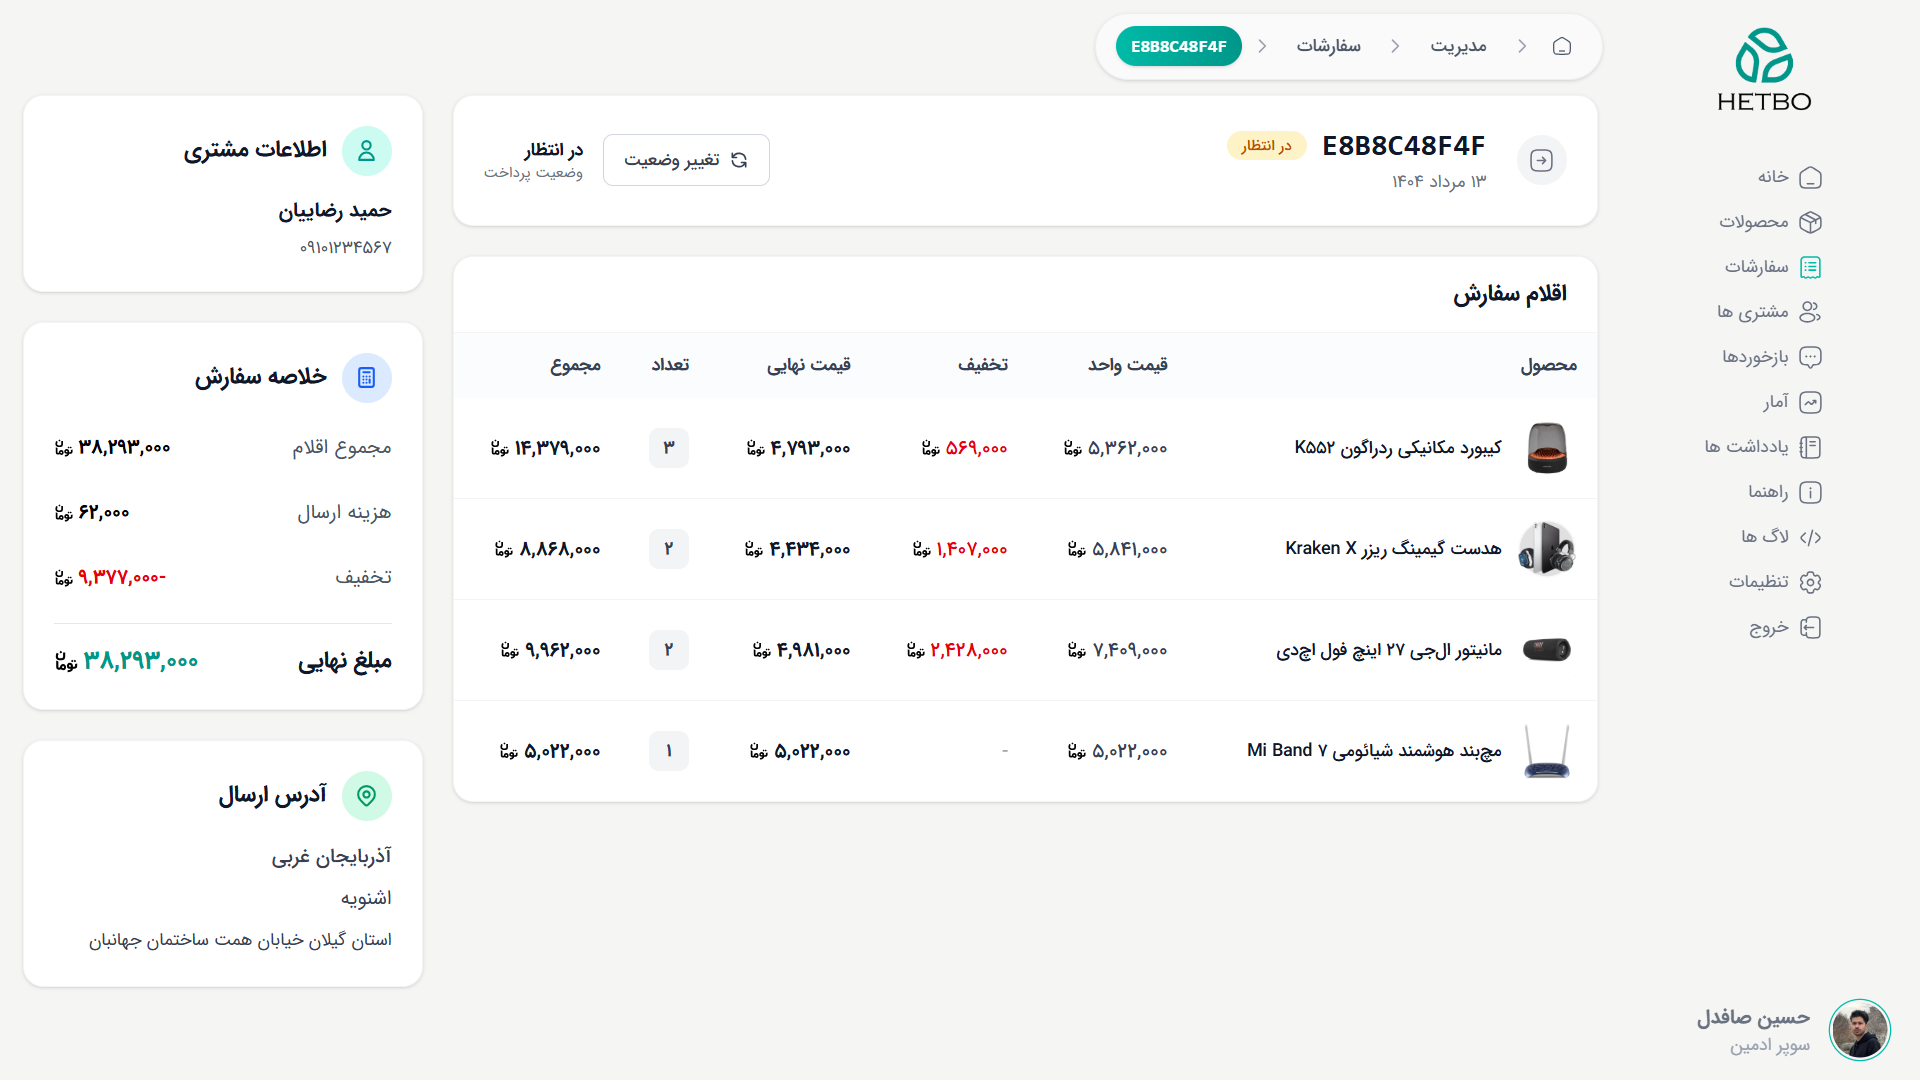 HETBO
خانه
محصولات
سفارشات
مشتری ها
بازخوردها
آمار
یادداشت ها
راهنما
لاگ ها
تنظیمات
خروج
حسین صافدل
سوپر ادمین
مدیریت
سفارشات
E8B8C48F4F
E8B8C48F4F
در انتظار
۱۳ مرداد ۱۴۰۴
تغییر وضعیت
در انتظار
وضعیت پرداخت
اقلام سفارش
محصول قیمت واحد تخفیف قیمت نهایی تعداد مجموع
کیبورد مکانیکی ردراگون K۵۵۲ ۵,۳۶۲,۰۰۰ تومان ۵۶۹,۰۰۰ تومان ۴,۷۹۳,۰۰۰ تومان ۳ ۱۴,۳۷۹,۰۰۰ تومان
هدست گیمینگ ریزر Kraken X ۵,۸۴۱,۰۰۰ تومان ۱,۴۰۷,۰۰۰ تومان ۴,۴۳۴,۰۰۰ تومان ۲ ۸,۸۶۸,۰۰۰ تومان
مانیتور ال‌جی ۲۷ اینچ فول اچ‌دی ۷,۴۰۹,۰۰۰ تومان ۲,۴۲۸,۰۰۰ تومان ۴,۹۸۱,۰۰۰ تومان ۲ ۹,۹۶۲,۰۰۰ تومان
مچ‌بند هوشمند شیائومی Mi Band ۷ ۵,۰۲۲,۰۰۰ تومان - ۵,۰۲۲,۰۰۰ تومان ۱ ۵,۰۲۲,۰۰۰ تومان
اطلاعات مشتری
حمید رضاییان
۰۹۱۰۱۲۳۴۵۶۷
خلاصه سفارش
مجموع اقلام ۳۸,۲۹۳,۰۰۰ تومان
هزینه ارسال ۶۲,۰۰۰ تومان
تخفیف -۹,۳۷۷,۰۰۰ تومان
مبلغ نهایی ۳۸,۲۹۳,۰۰۰ تومان
آدرس ارسال
آذربایجان غربی
اشنویه
استان گیلان خیابان همت ساختمان جهانبان